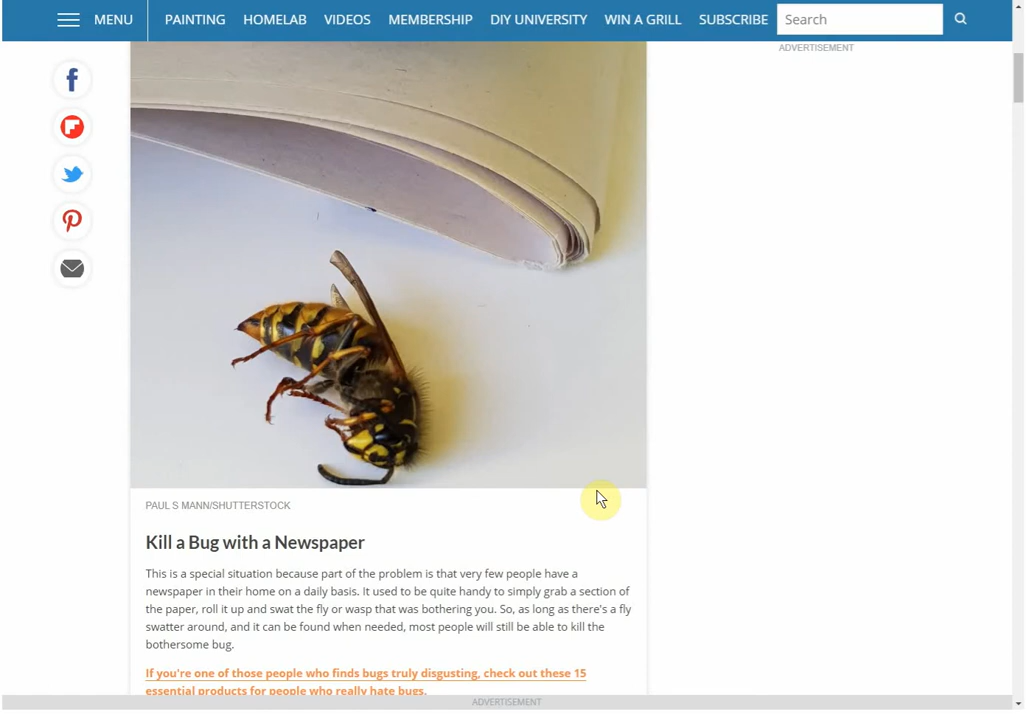 MENU
PAINTING HOMELAB VIDEOS MEMBERSHIP DIY UNIVERSITY WIN A GRILL SUBSCRIBE Search
ADVERTISEMENT
PAUL S MANN/SHUTTERSTOCK
Kill a Bug with a Newspaper
This is a special situation because part of the problem is that very few people have a
newspaper in their home on a daily basis. It used to be quite handy to simply grab a section of
the paper, roll it up and swat the fly or wasp that was bothering you. So, as long as there's a fly
swatter around, and it can be found when needed, most people will still be able to kill the
bothersome bug.
If you're one of those people who finds bugs truly disgusting, check out these 15
essential products for people who really hate bugs.
ADVERTISEMENT